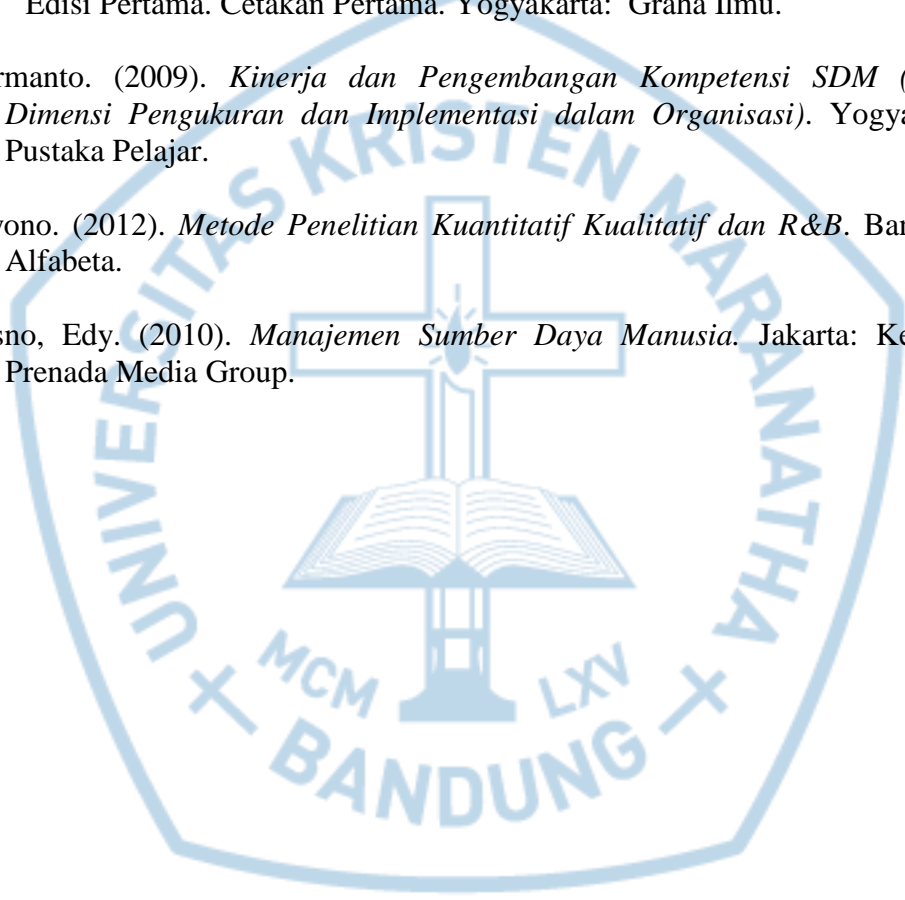 Edisi Pertama. Cetakan Pertama. Yogyakarta: Graha Ilmu.
rmanto. (2009). Kinerja dan Pengembangan Kompetensi SDM (
Dimensi Pengukuran dan Implementasi dalam Organisasi). Yogya
Pustaka Pelajar.
yono. (2012). Metode Penelitian Kuantitatif Kualitatif dan R&B. Ban
Alfabeta.
sno, Edy. (2010). Manajemen Sumber Daya Manusia. Jakarta: Ke
Prenada Media Group.
UNIVERSITAS KRISTEN MARANATHA
MCM LXV
BANDUNG